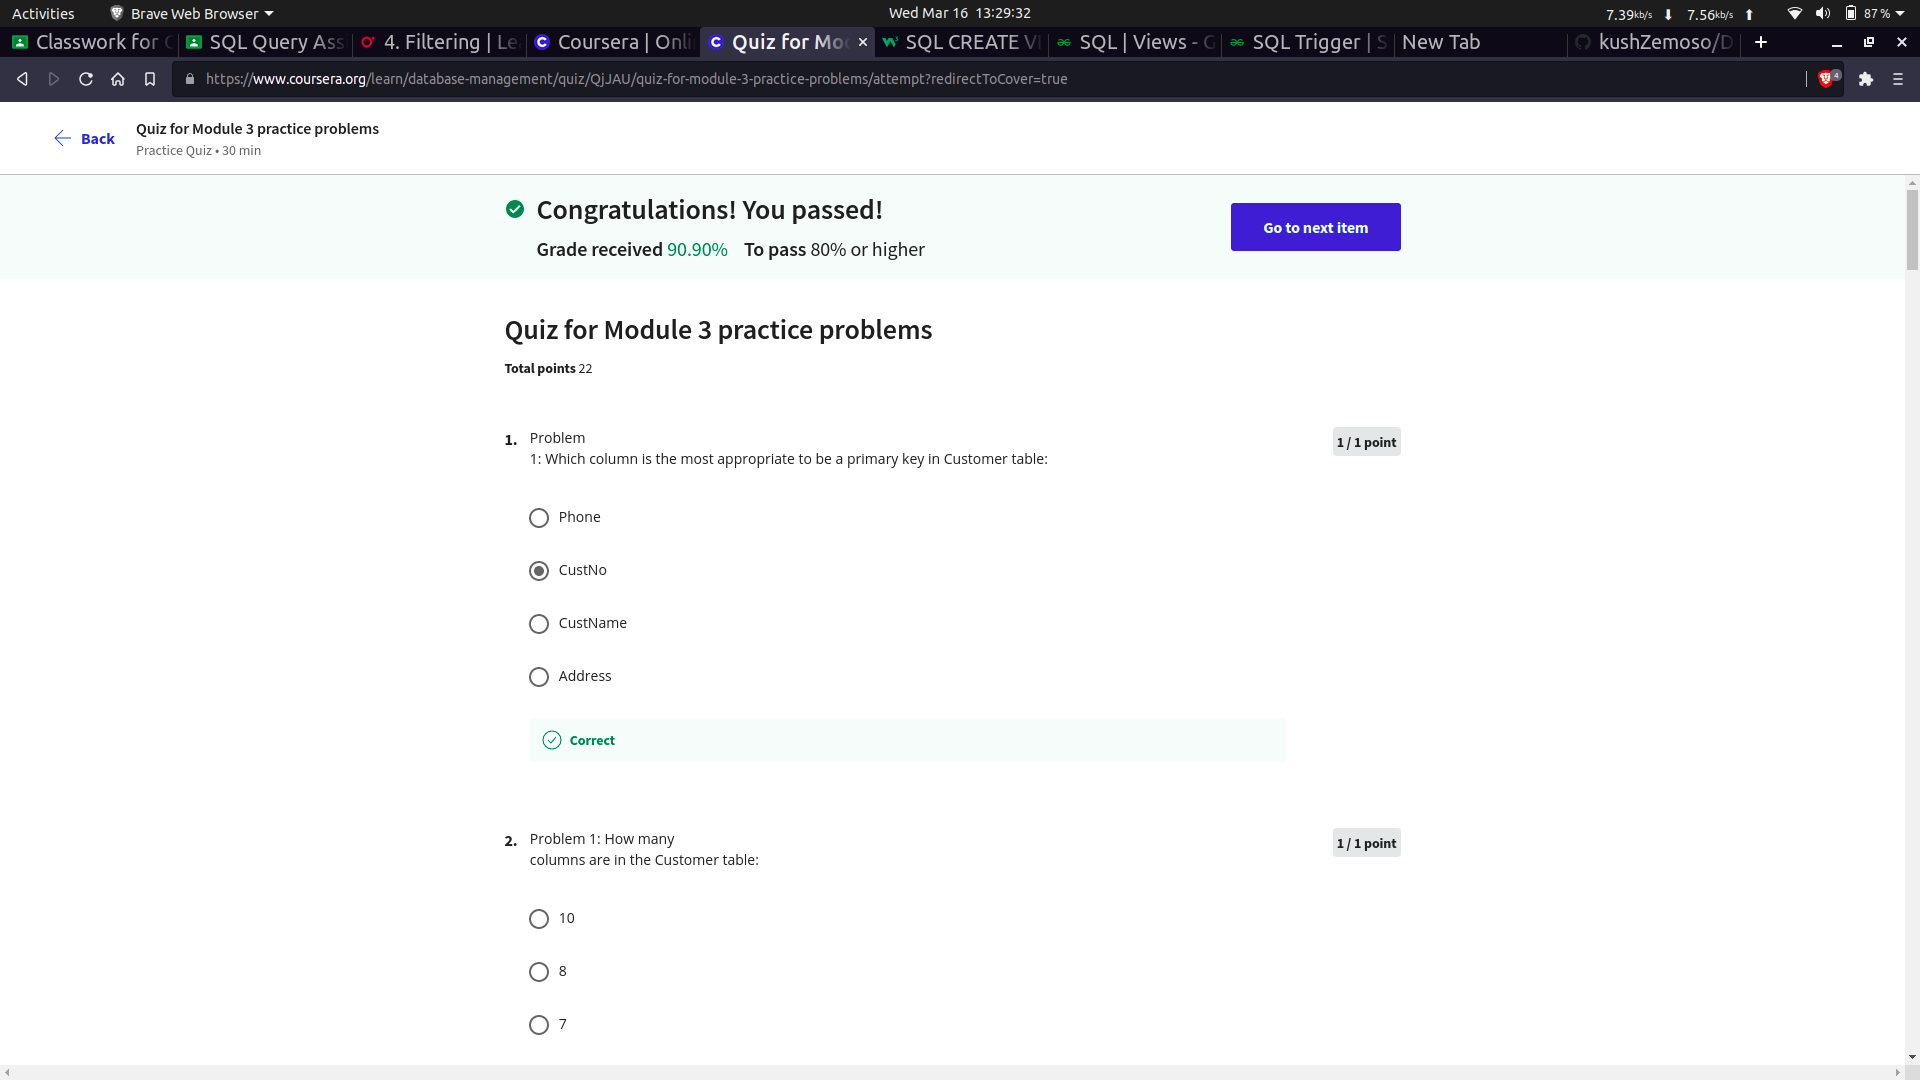 Activities
Brave Web Browser
Wed Mar 16 13:29:32
7.39kb/s
7.56kb/s
87 %
Classwork for
SQL Query Ass
4. Filtering | Le
Coursera | Onli
Quiz for Mo
SQL CREATE VI
SQL | Views - G
SQL Trigger | S
New Tab
kushZemoso/D
https://www.coursera.org/learn/database-management/quiz/QjJAU/quiz-for-module-3-practice-problems/attempt?redirectToCover=true
4
Back
Quiz for Module 3 practice problems
Practice Quiz • 30 min
Congratulations! You passed!
Grade received 90.90% To pass 80% or higher
Go to next item
Quiz for Module 3 practice problems
Total points 22
1. Problem
1: Which column is the most appropriate to be a primary key in Customer table:
1 / 1 point
Phone
CustNo
CustName
Address
Correct
2. Problem 1: How many
columns are in the Customer table:
1 / 1 point
10
8
7